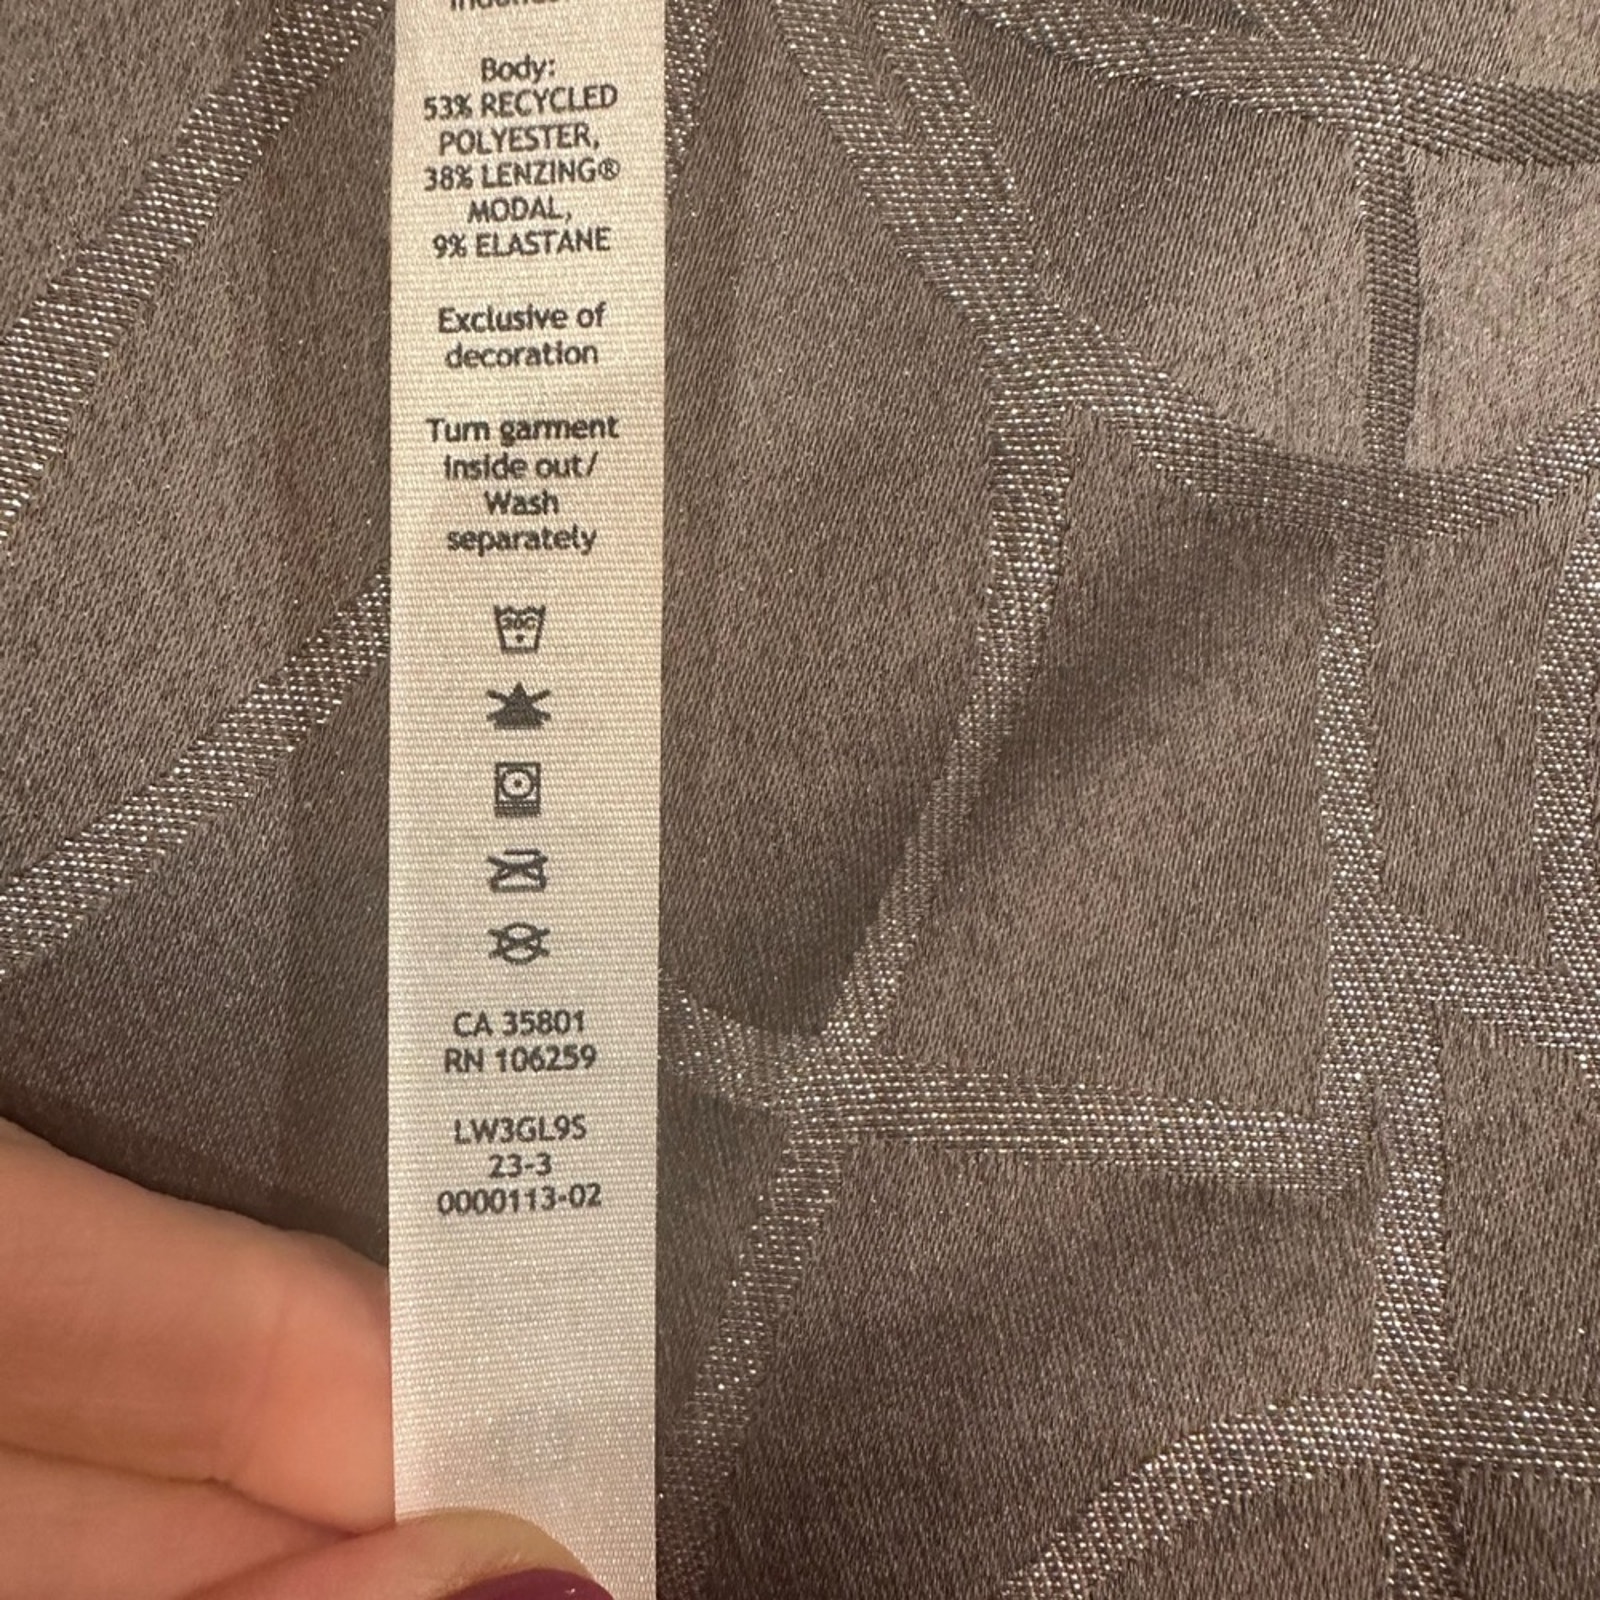 Body:
53% RECYCLED
POLYESTER,
38% LENZING®
MODAL,
9% ELASTANE
Exclusive of
decoration
Turn garment
inside out/
Wash
separately
30C
CA 35801
RN 106259
LW3GL9S
23-3
0000113-02